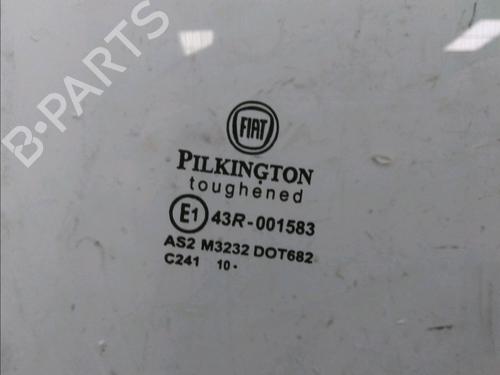 B-PARTS
FIAT
PILKINGTON
toughened
E1 43R-001583
AS2 M3232 DOT682
C241 10-